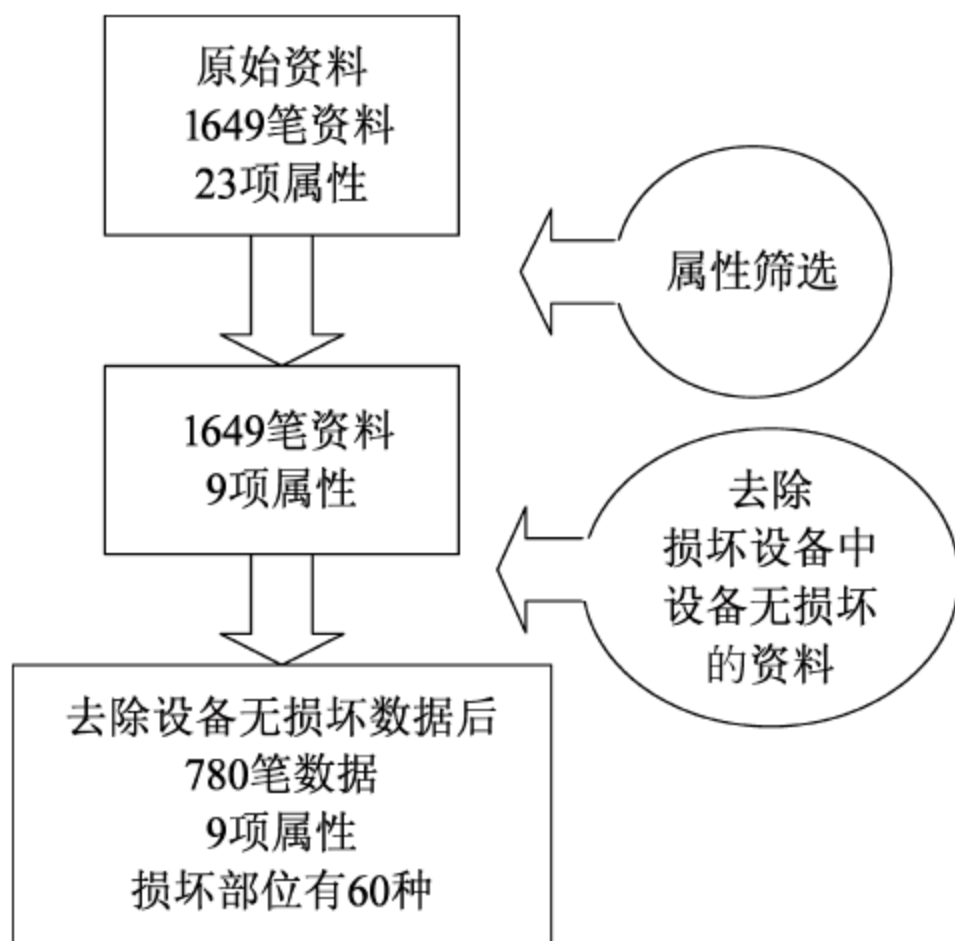 原始资料
1649笔资料
23项属性
属性筛选
1649笔资料
9项属性
去除
损坏设备中
设备无损坏
的资料
去除设备无损坏数据后
780笔数据
9项属性
损坏部位有60种